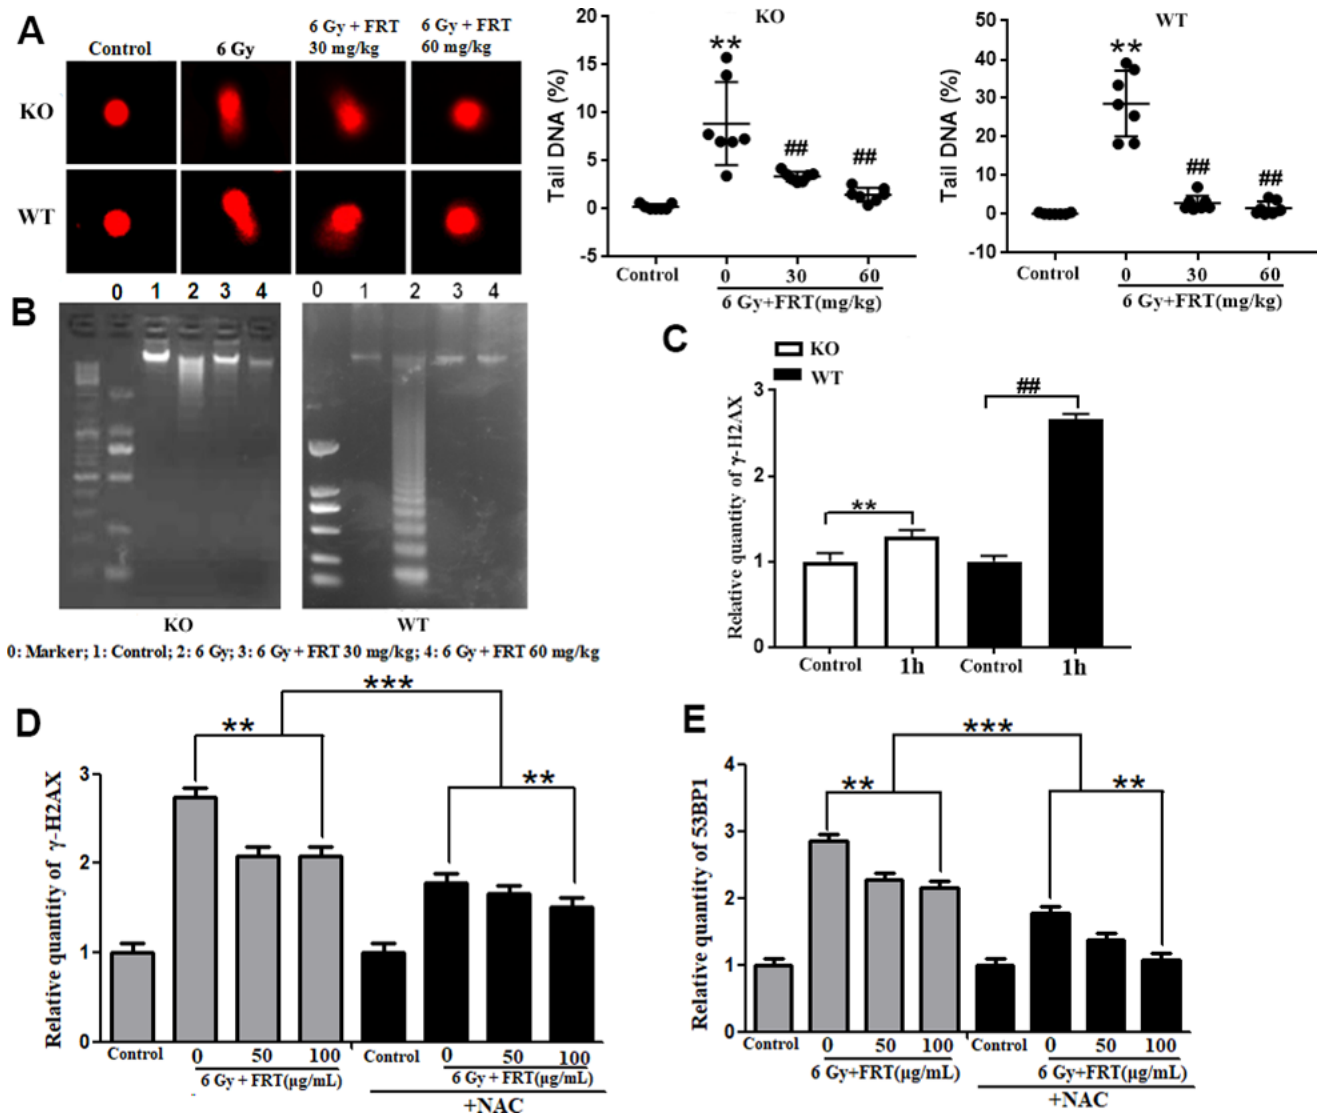 A
Control
6 Gy
6 Gy + FRT
30 mg/kg
6 Gy + FRT
60 mg/kg
KO
WT
KO
Tail DNA (%)
20
15
10
5
0
-5
**
##
##
Control
0
30
60
6 Gy+FRT(mg/kg)
WT
Tail DNA (%)
50
40
30
20
10
0
-10
**
##
##
Control
0
30
60
6 Gy+FRT(mg/kg)
B
0 1 2 3 4
0 1 2 3 4
KO
WT
0: Marker; 1: Control; 2: 6 Gy; 3: 6 Gy + FRT 30 mg/kg; 4: 6 Gy + FRT 60 mg/kg
C
KO
WT
Relative quantity of γ-H2AX
3
2
1
0
**
##
Control
1h
Control
1h
D
Relative quantity of γ-H2AX
3
2
1
0
***
**
**
Control
0
50
100
6 Gy + FRT(μg/mL)
Control
0
50
100
6 Gy + FRT(μg/mL)
+NAC
E
Relative quantity of 53BP1
4
3
2
1
0
***
**
**
Control
0
50
100
6 Gy+FRT(μg/mL)
Control
0
50
100
6 Gy+FRT(μg/mL)
+NAC